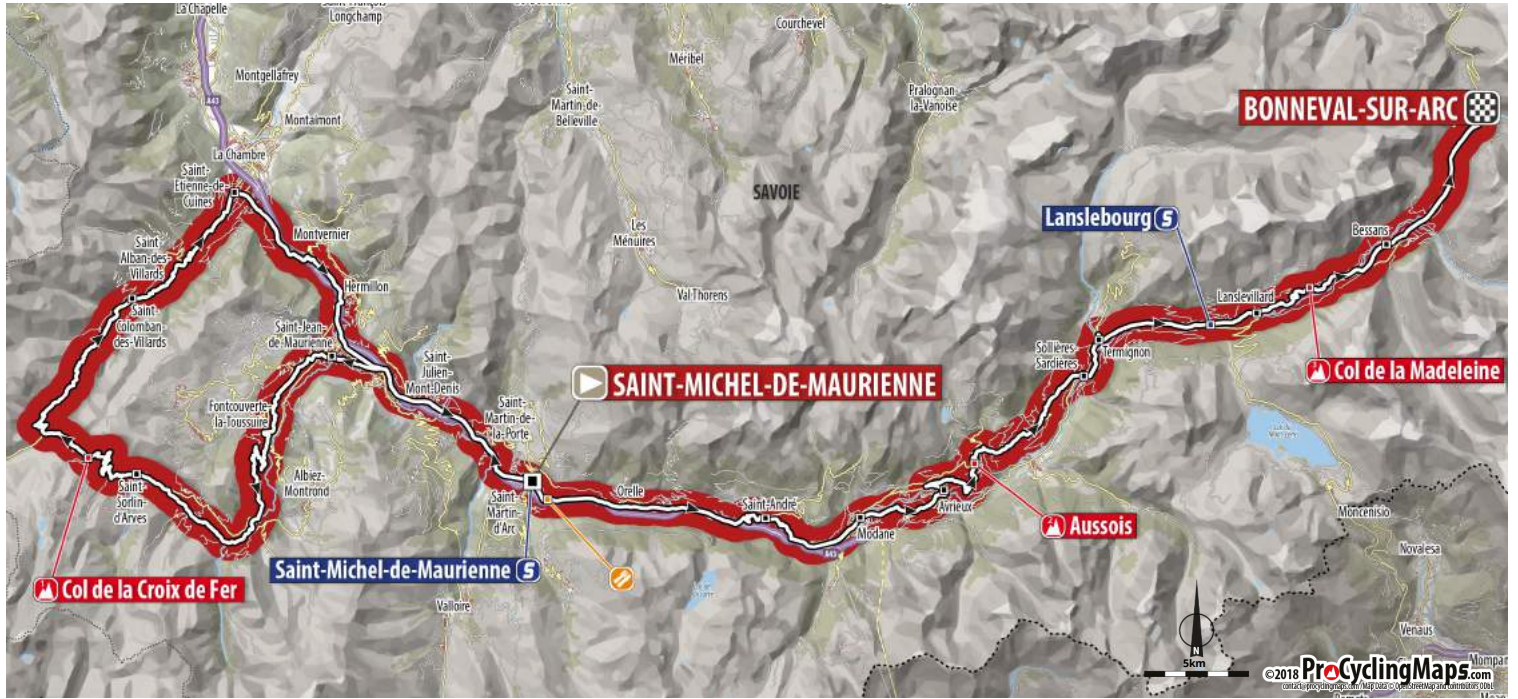 La Chapelle
Longchamp
Courchevel
Méribel
Montgellafrey
A43
Saint-
Martin-de-
Belleville
Pralognan-
la-Vanoise
BONNEVAL-SUR-ARC
Montaimont
La Chambre
Saint-
Etienne-de-
Cuines
SAVOIE
Lanslebourg S
Les
Ménuires
Bessans
Montvernier
Saint-
Alban-des-
Villards
Hermillon
Val-Thorens
Lanslevillard
Saint-
Colomban-
des-Villards
Saint-Jean-
de-Maurienne
Saint-
Julien-
Mont-Denis
Sollières-
Sardières
Termignon
Col de la Madeleine
SAINT-MICHEL-DE-MAURIENNE
Fontcouverte-
la-Toussuire
Saint-
Martin-de-
la-Porte
Albiez-
Montrond
Saint-
Sorlin-
d'Arves
Saint-
Martin-
d'Arc
Orelle
Saint-André
Avrieux
Modane
A43
Aussois
Moncenisio
Novalesa
Saint-Michel-de-Maurienne S
Col de la Croix de Fer
Valloire
Venaus
N
5km
Mompan
©2018 ProCyclingMaps.com